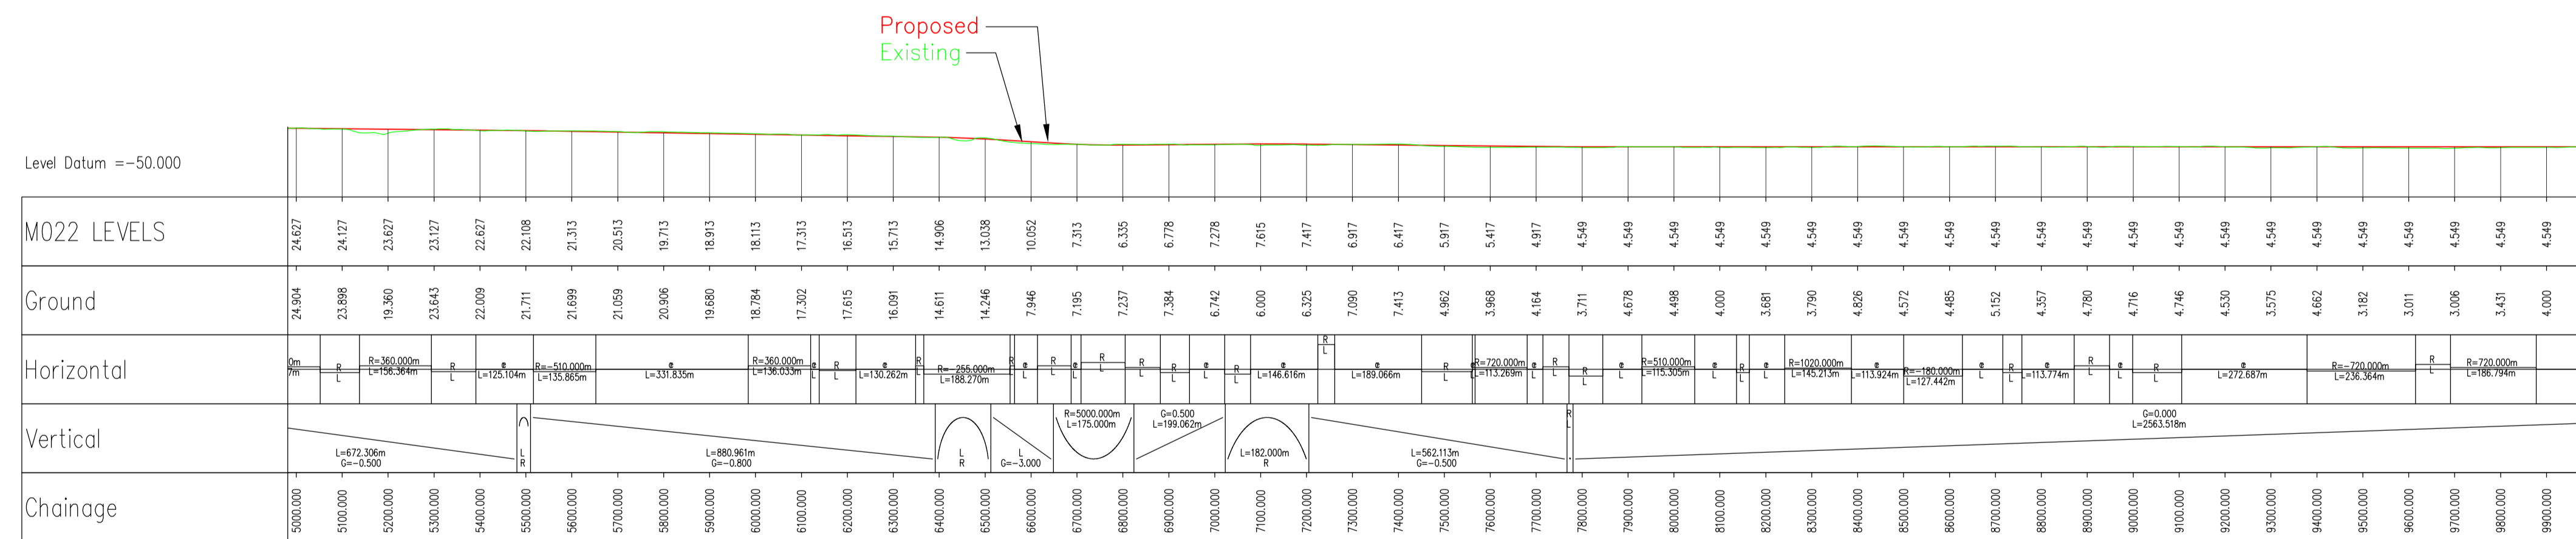 Proposed
Existing
Level Datum =-50.000
M022 LEVELS
24.627 24.127 23.627 23.127 22.627 22.108 21.313 20.513 19.713 18.913 18.113 17.313 16.513 15.713 14.906 13.038 10.052 7.313 6.335 6.778 7.278 7.615 7.417 6.917 6.417 5.917 5.417 4.917 4.549 4.549 4.549 4.549 4.549 4.549 4.549 4.549 4.549 4.549 4.549 4.549 4.549 4.549 4.549 4.549 4.549 4.549 4.549 4.549 4.549 4.549
Ground
24.904 23.898 19.360 23.643 22.009 21.711 21.699 21.059 20.906 19.680 18.784 17.302 17.615 16.091 14.611 14.246 7.946 7.195 7.237 7.384 6.742 6.000 6.325 7.090 7.413 4.962 3.968 4.164 3.711 4.678 4.498 4.000 3.681 3.790 4.826 4.572 4.485 5.152 4.357 4.780 4.716 4.746 4.530 3.575 4.662 3.182 3.011 3.006 3.431 4.000
Horizontal
0m R R=360.000m R R=-510.000m R=360.000m R R R=-255.000m R R R R R R R R R=720.000m R R R=510.000m R R=1020.000m R=-180.000m R R R R=-720.000m R R=720.000m
7m L L=156.364m L L=125.104m L=135.865m L=331.835m L=136.033m L L L=130.262m L L=188.270m L L L L L L L L L L=146.616m L L=189.066m L L=113.269m L L L L L=115.305m L L L L=145.213m L=113.924m L=127.442m L L L=113.774m L L L L=272.687m L=236.364m L L=186.794m
Vertical
L=672.306m
G=-0.500
L
R
L=880.961m
G=-0.800
L
R
L
G=-3.000
R=5000.000m
L=175.000m
G=0.500
L=199.062m
L=182.000m
R
L=562.113m
G=-0.500
R
L
G=0.000
L=2563.518m
Chainage
5000.000 5100.000 5200.000 5300.000 5400.000 5500.000 5600.000 5700.000 5800.000 5900.000 6000.000 6100.000 6200.000 6300.000 6400.000 6500.000 6600.000 6700.000 6800.000 6900.000 7000.000 7100.000 7200.000 7300.000 7400.000 7500.000 7600.000 7700.000 7800.000 7900.000 8000.000 8100.000 8200.000 8300.000 8400.000 8500.000 8600.000 8700.000 8800.000 8900.000 9000.000 9100.000 9200.000 9300.000 9400.000 9500.000 9600.000 9700.000 9800.000 9900.000